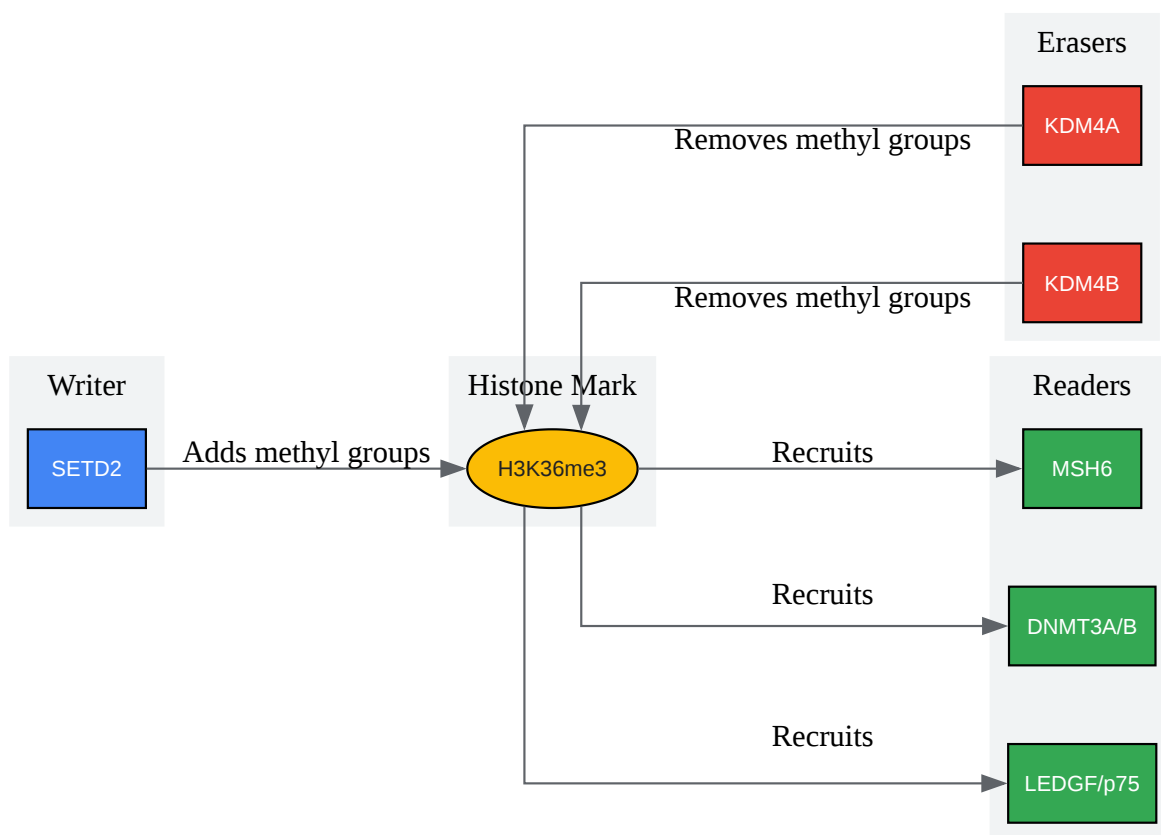 Erasers
KDM4A
Removes methyl groups
KDM4B
Removes methyl groups
Writer
SETD2
Adds methyl groups
Histone Mark
H3K36me3
Readers
Recruits
MSH6
Recruits
DNMT3A/B
Recruits
LEDGF/p75